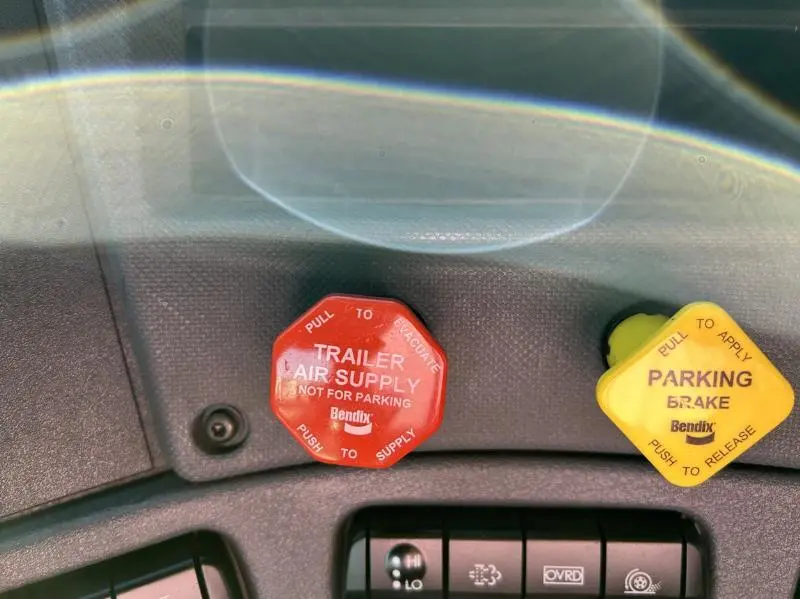 PULL TO EVACUATE
TRAILER
AIR SUPPLY
NOT FOR PARKING
Bendix
PUSH TO SUPPLY
PULL TO APPLY
PARKING
BRAKE
Bendix
PUSH TO RELEASE
HI
LO
OVRD